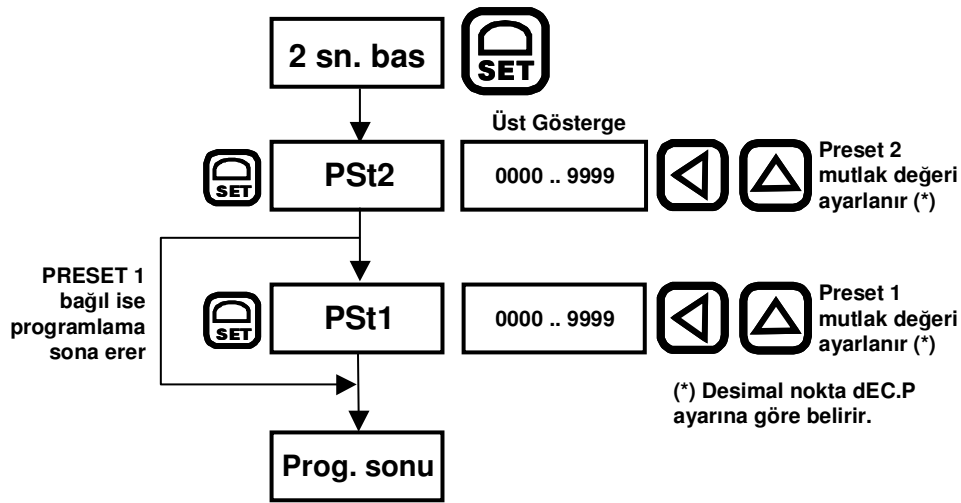 2 sn. bas
SET
Üst Gösterge
SET
PSt2
0000 .. 9999
Preset 2
mutlak değeri
ayarlanır (*)
PRESET 1
bağıl ise
programlama
sona erer
SET
PSt1
0000 .. 9999
Preset 1
mutlak değeri
ayarlanır (*)
(*) Desimal nokta dEC.P
ayarına göre belirir.
Prog. sonu